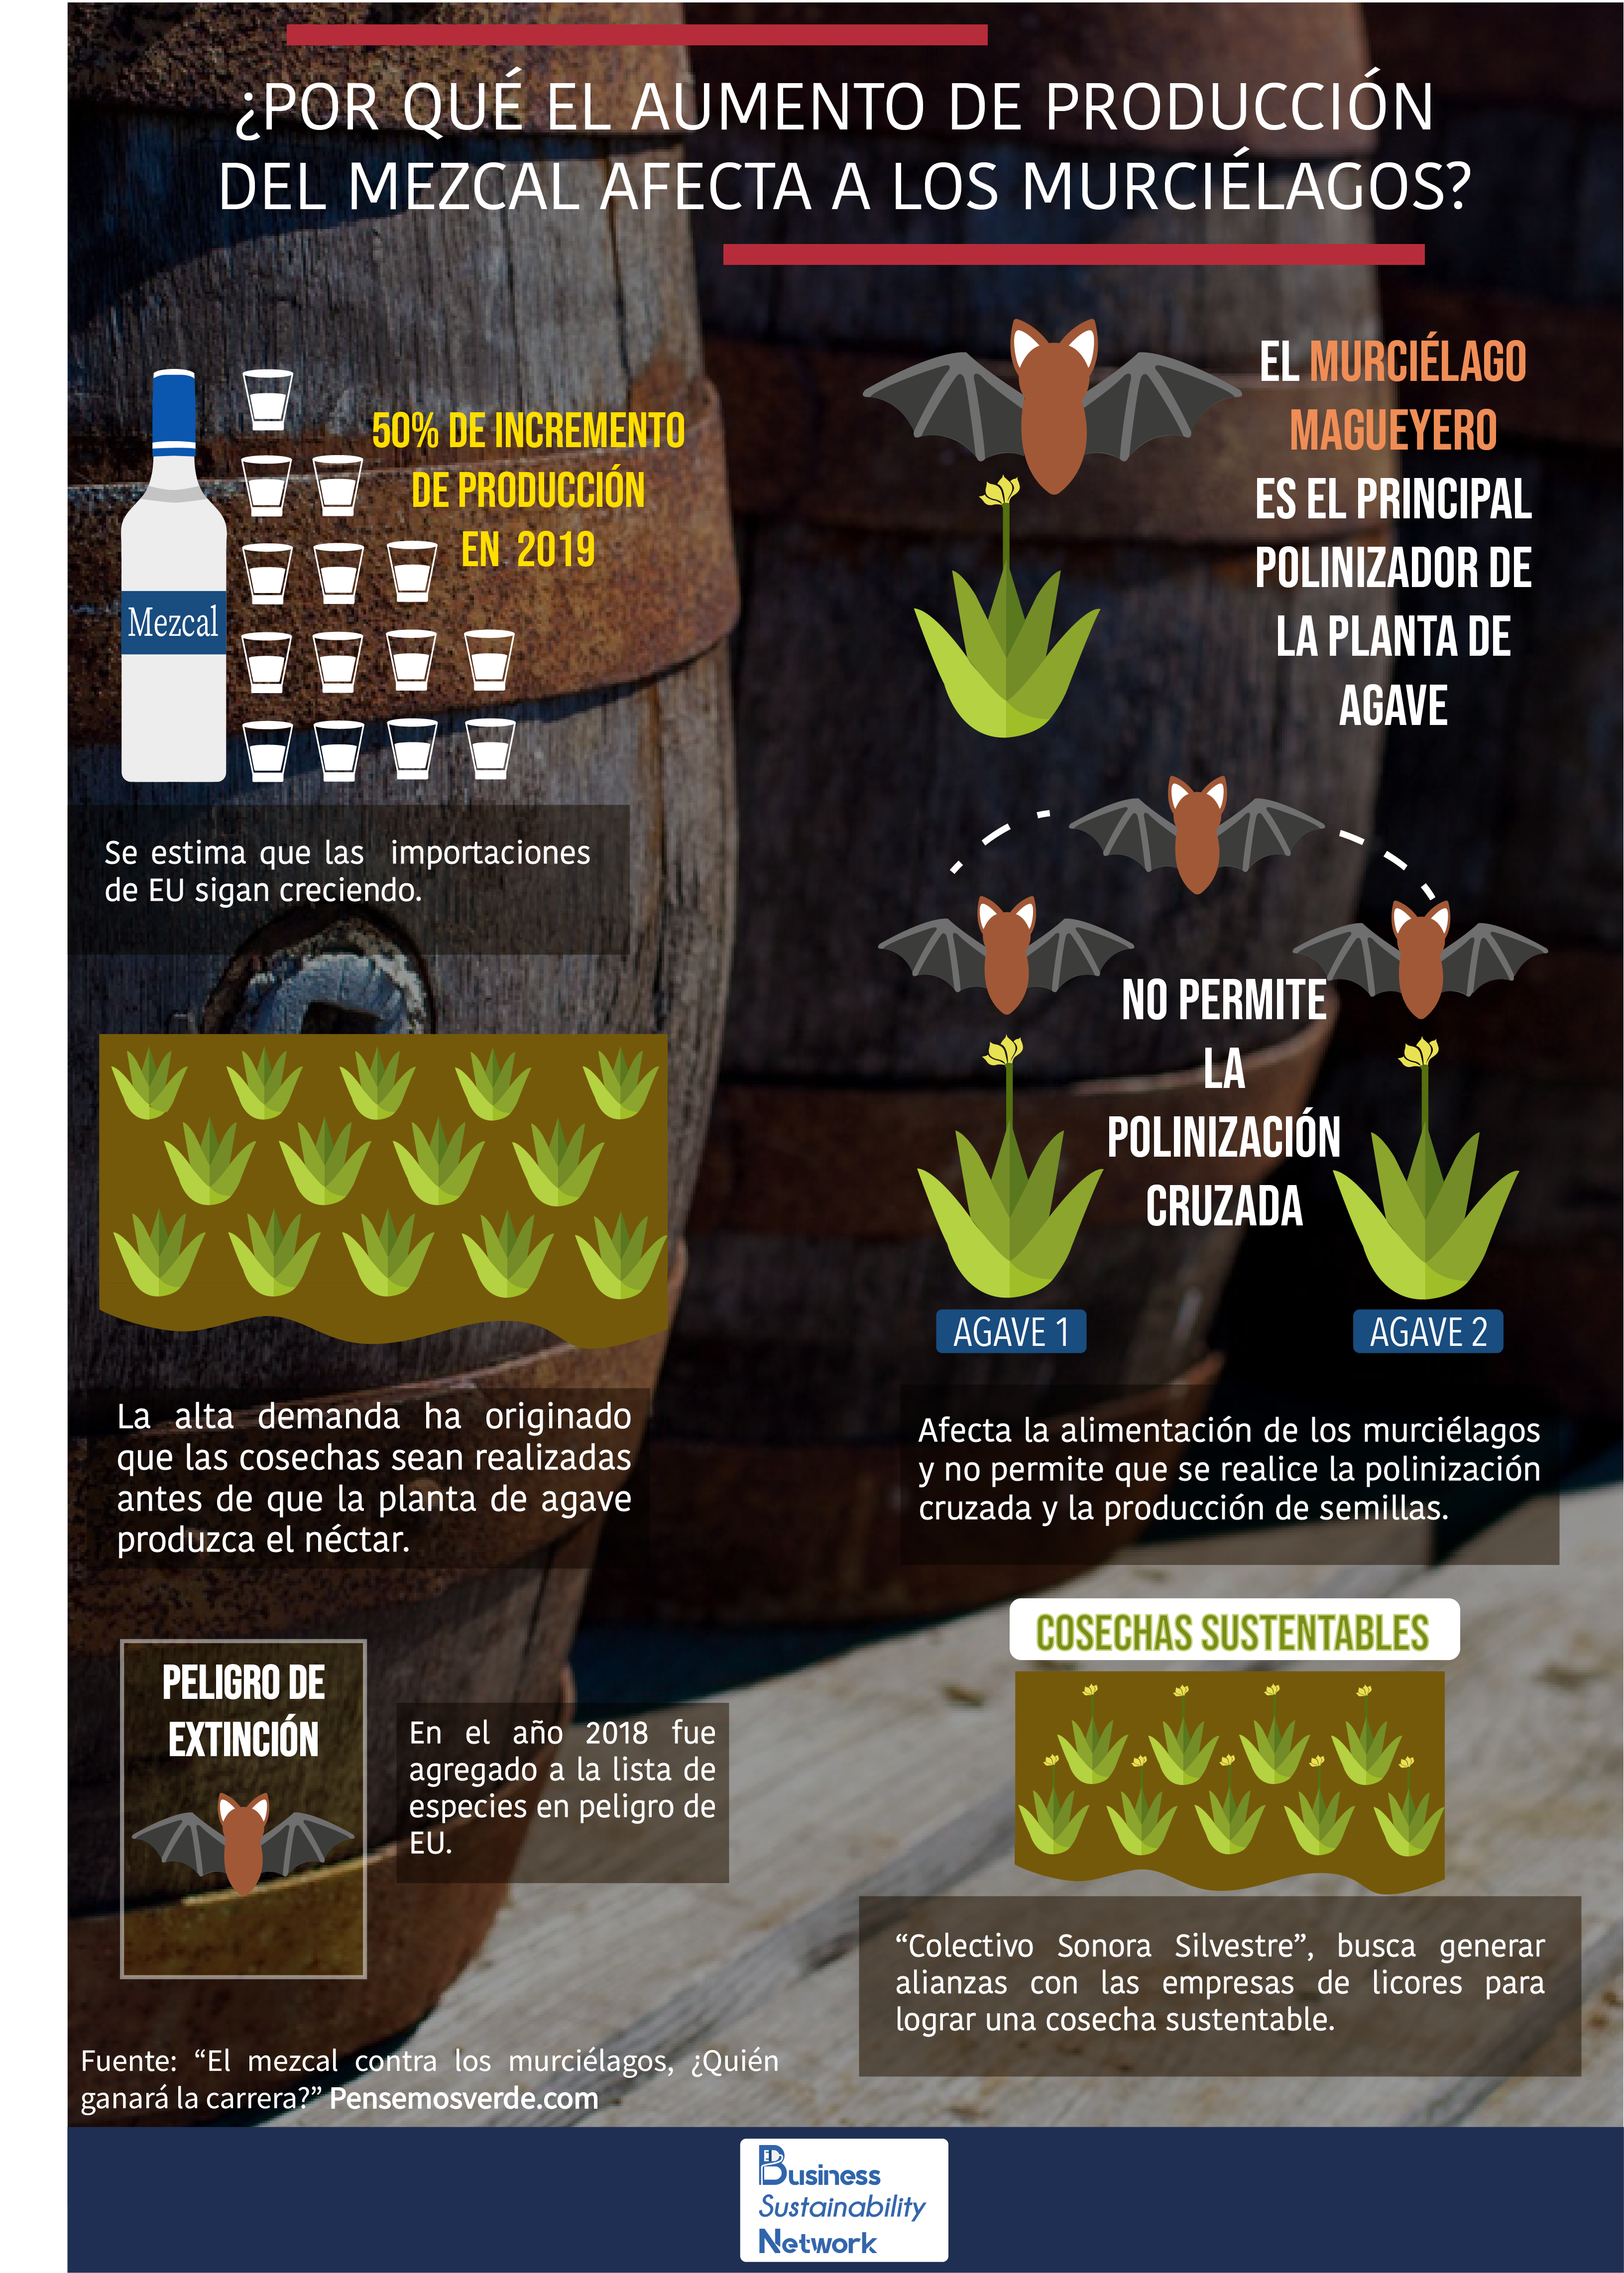 ¿POR QUÉ EL AUMENTO DE PRODUCCIÓN
DEL MEZCAL AFECTA A LOS MURCIÉLAGOS?
50% DE INCREMENTO
DE PRODUCCIÓN
EN 2019
Mezcal
Se estima que las importaciones
de EU sigan creciendo.
EL MURCIÉLAGO
MAGUEYERO
ES EL PRINCIPAL
POLINIZADOR DE
LA PLANTA DE
AGAVE
NO PERMITE
LA
POLINIZACIÓN
CRUZADA
AGAVE 1
AGAVE 2
La alta demanda ha originado
que las cosechas sean realizadas
antes de que la planta de agave
produzca el néctar.
Afecta la alimentación de los murciélagos
y no permite que se realice la polinización
cruzada y la producción de semillas.
PELIGRO DE
EXTINCIÓN
En el año 2018 fue
agregado a la lista de
especies en peligro de
EU.
COSECHAS SUSTENTABLES
“Colectivo Sonora Silvestre”, busca generar
alianzas con las empresas de licores para
lograr una cosecha sustentable.
Fuente: “El mezcal contra los murciélagos, ¿Quién
ganará la carrera?” Pensemosverde.com
Business
Sustainability
Network